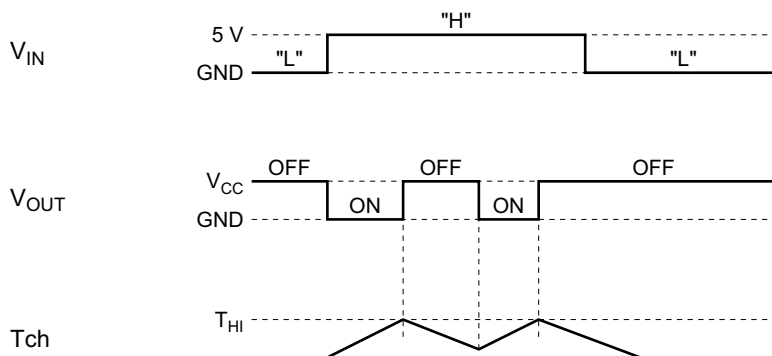 "H"
5 V
V_IN
"L"
"L"
GND
OFF
OFF
OFF
V_CC
V_OUT
ON
ON
GND
T_HI
Tch